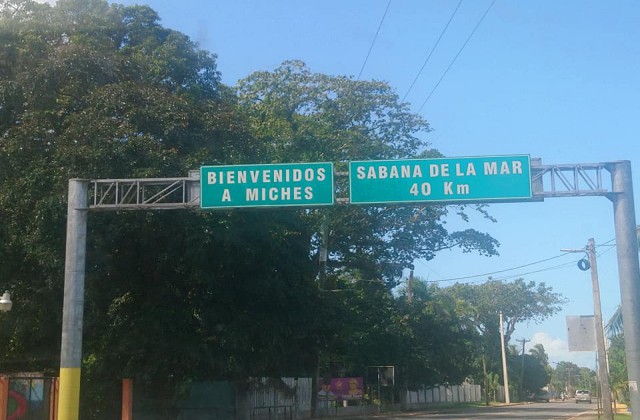 BIENVENIDOS
A MICHES
SABANA DE LA MAR
40 Km